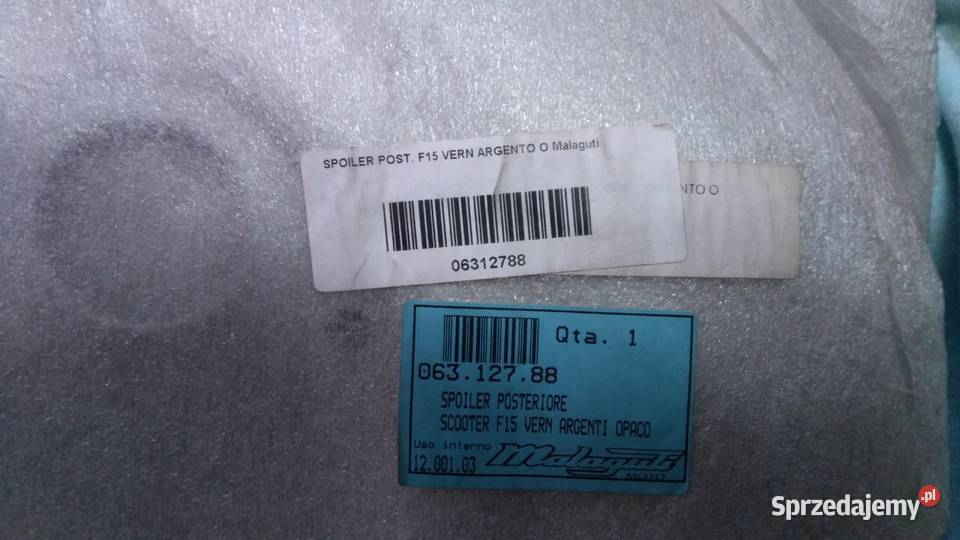 SPOILER POST. F15 VERN ARGENTO O Malaguti
NTO O
06312788
Qta. 1
063.127.88
SPOILER POSTERIORE
SCOOTER F15 VERN ARGENTI OPACO
Uso interno
12.001.03
Malaguti
MOTO
Sprzedajemy.pl